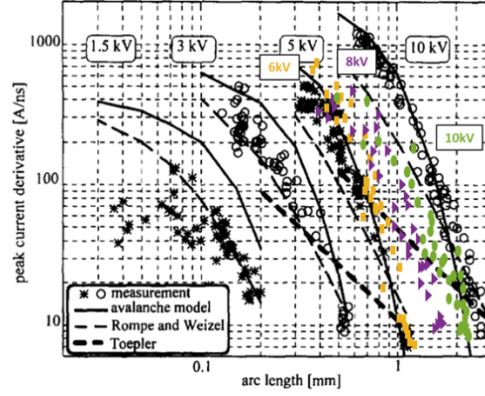 1000
1.5 kV
3 kV
5 kV
10 kV
6kV
8kV
10kV
100
10
peak current derivative [A/ns]
measurement
avalanche model
Rompe and Weizel
Toepler
0.1
1
arc length [mm]